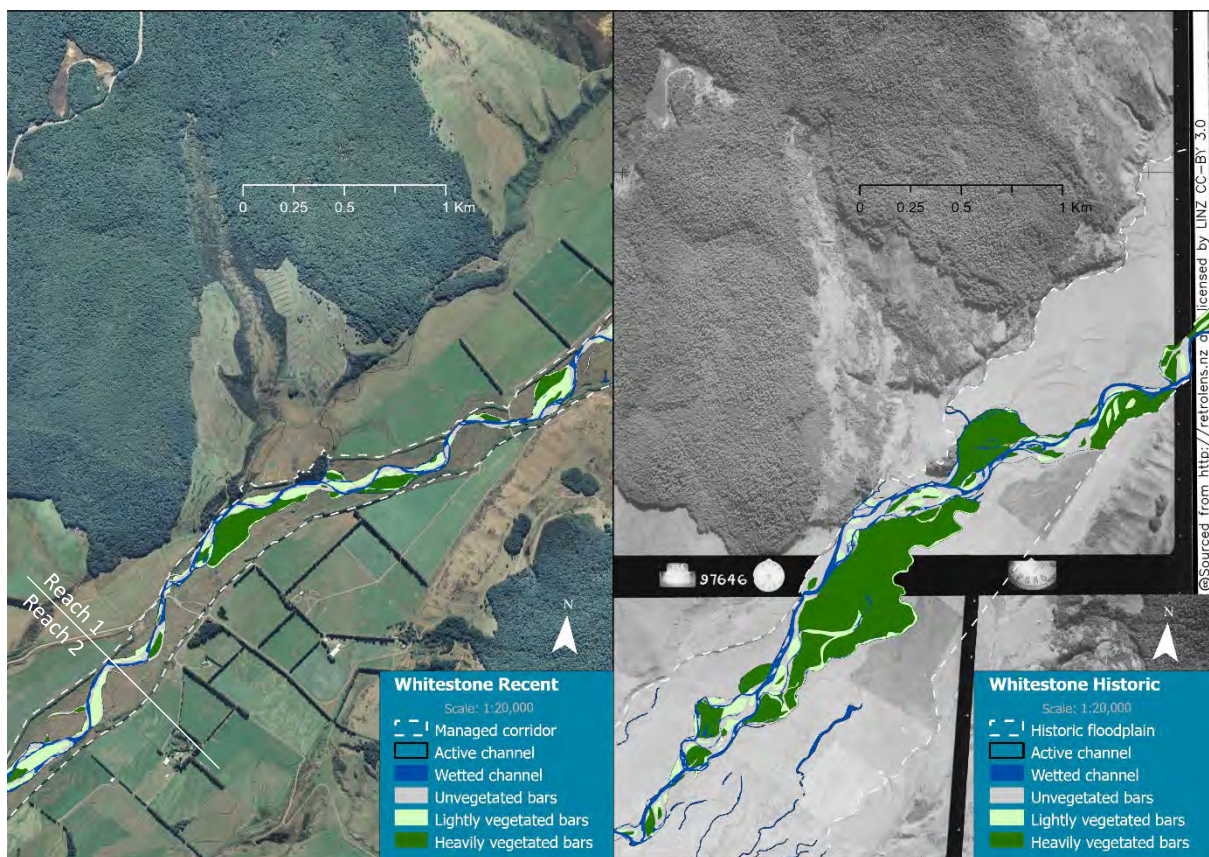 0 0.25 0.5 1 Km
Reach 1
Reach 2
N
Whitestone Recent
Scale: 1:20,000
Managed corridor
Active channel
Wetted channel
Unvegetated bars
Lightly vegetated bars
Heavily vegetated bars
0 0.25 0.5 1 Km
97646
N
Whitestone Historic
Scale: 1:20,000
Historic floodplain
Active channel
Wetted channel
Unvegetated bars
Lightly vegetated bars
Heavily vegetated bars
Sourced from http://retrolens.nz licensed by LINZ CC-BY 3.0